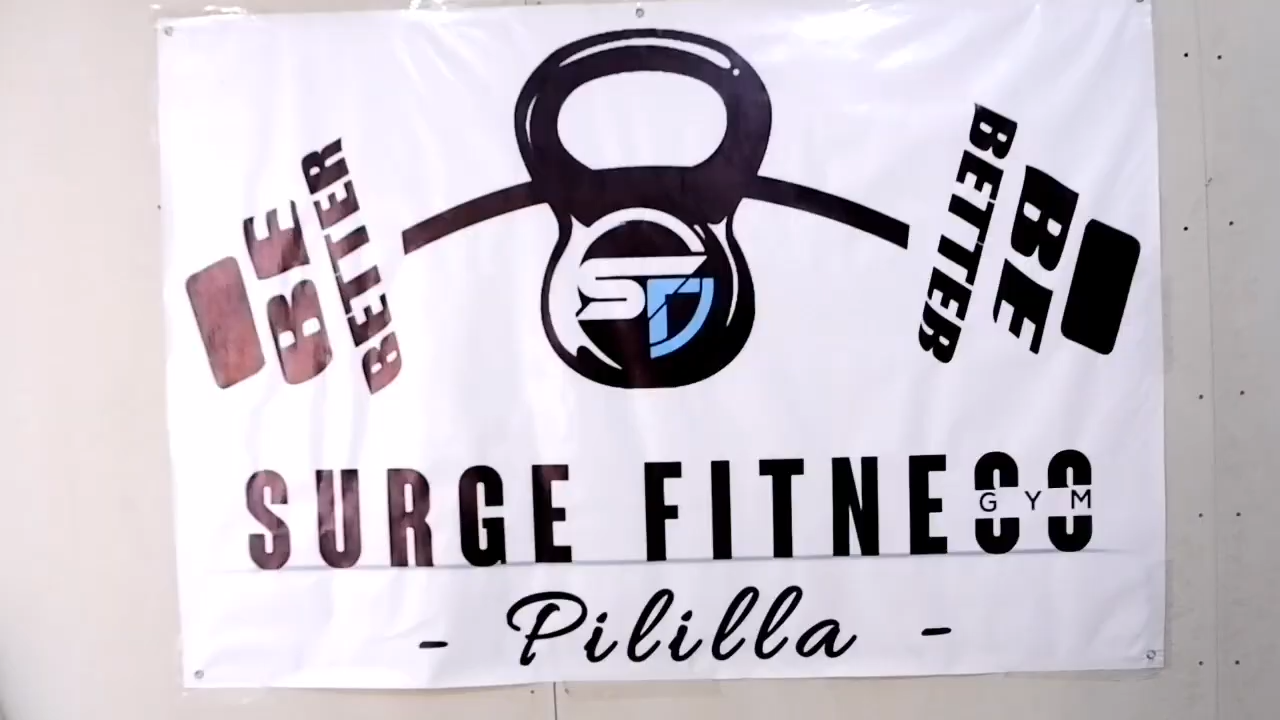 BE
BETTER
SF
BETTER
BE
SURGE FITNESS
GYM
- Pililla -